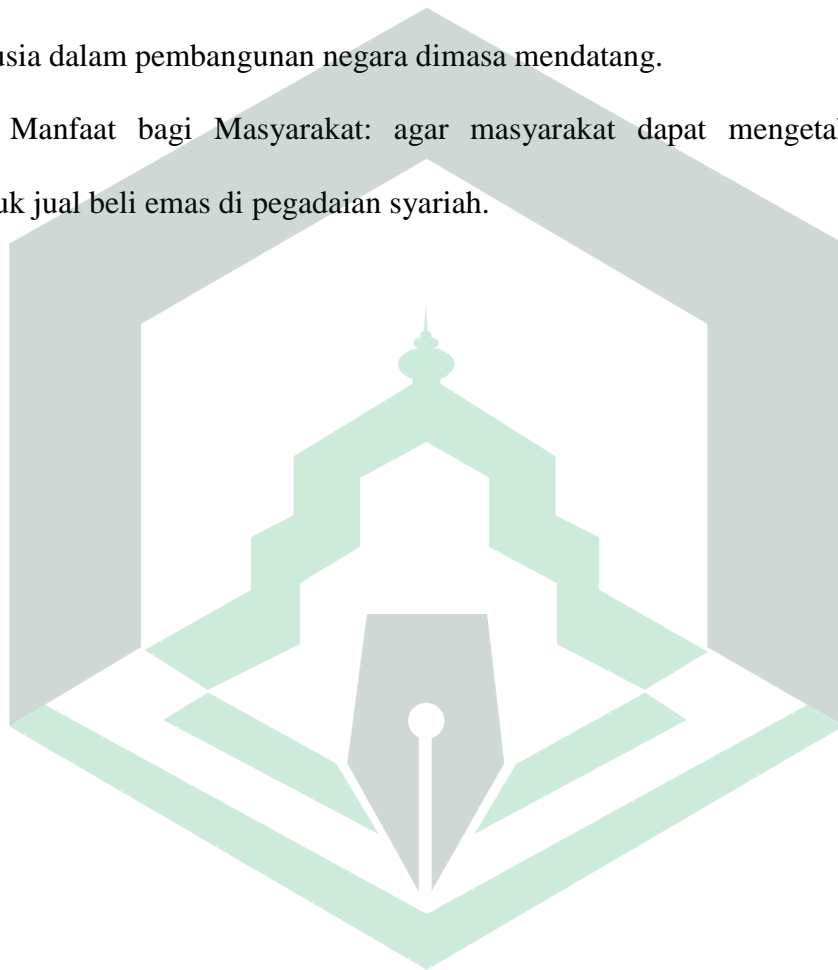 usia dalam pembangunan negara dimasa mendatang.
Manfaat bagi Masyarakat: agar masyarakat dapat mengetal
uk jual beli emas di pegadaian syariah.